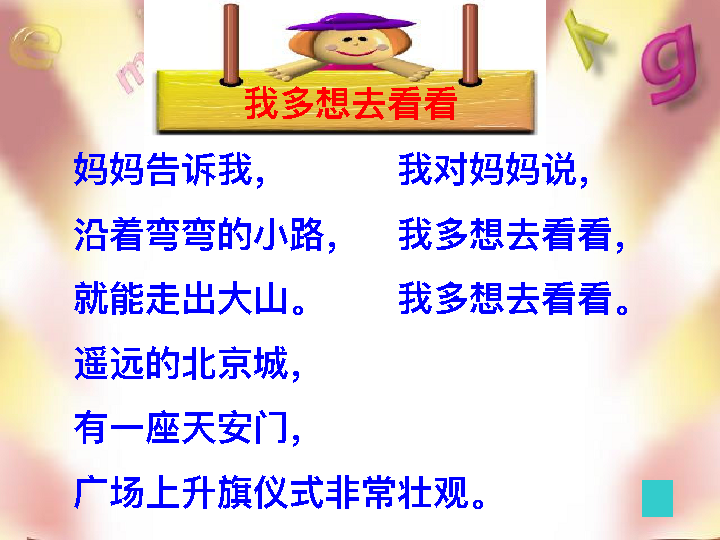 我多想去看看
妈妈告诉我，
沿着弯弯的小路，
就能走出大山。
遥远的北京城，
有一座天安门，
广场上升旗仪式非常壮观。
我对妈妈说，
我多想去看看，
我多想去看看。
e
m
y
g